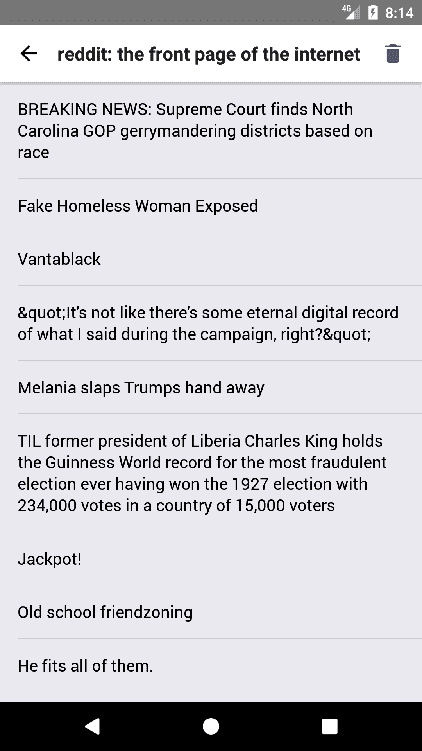 4G 8:14
reddit: the front page of the internet
BREAKING NEWS: Supreme Court finds North
Carolina GOP gerrymandering districts based on
race
Fake Homeless Woman Exposed
Vantablack
&quot;It's not like there's some eternal digital record
of what I said during the campaign, right?&quot;
Melania slaps Trumps hand away
TIL former president of Liberia Charles King holds
the Guinness World record for the most fraudulent
election ever having won the 1927 election with
234,000 votes in a country of 15,000 voters
Jackpot!
Old school friendzoning
He fits all of them.